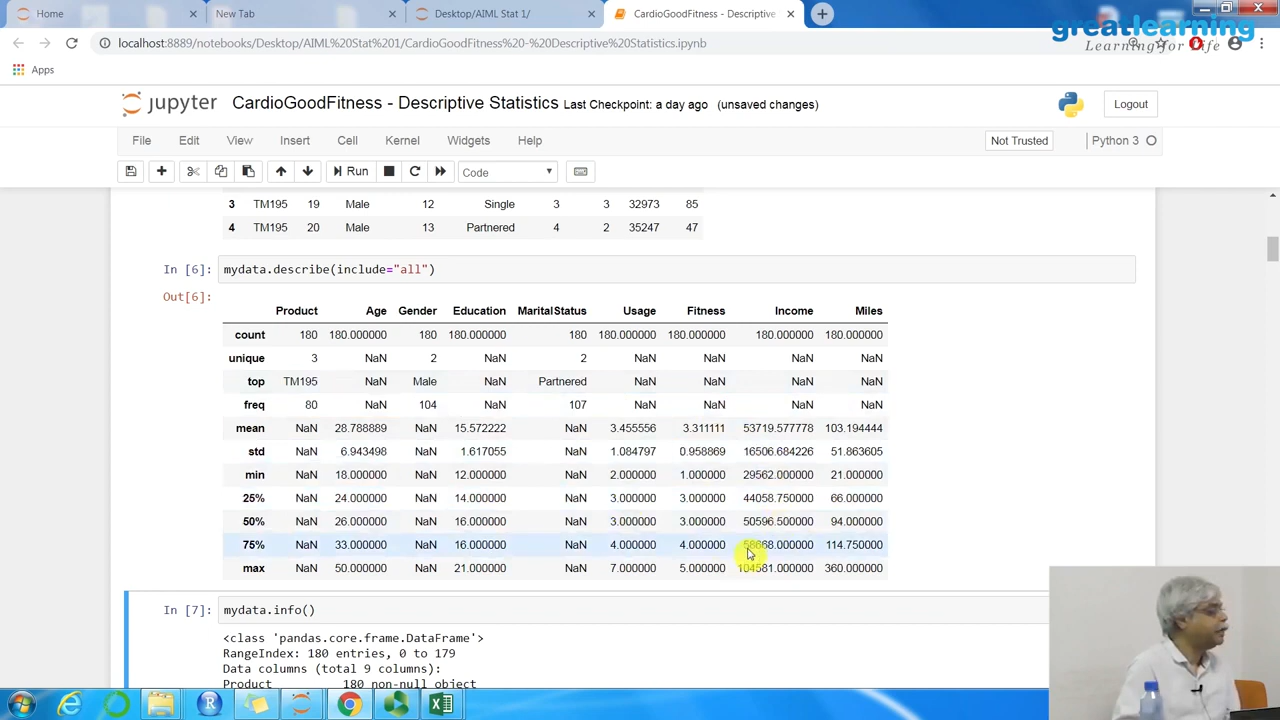 Home
New Tab
Desktop/AIML Stat 1/
CardioGoodFitness - Descriptive
localhost:8889/notebooks/Desktop/AIML%20Stat%201/CardioGoodFitness%20-%20Descriptive%20Statistics.ipynb
greatlearning
Learning for Life
Apps
jupyter CardioGoodFitness - Descriptive Statistics Last Checkpoint: a day ago (unsaved changes)
Logout
File Edit View Insert Cell Kernel Widgets Help
Not Trusted
Python 3
Run
Code
3 TM195 19 Male 12 Single 3 3 32973 85
4 TM195 20 Male 13 Partnered 4 2 35247 47
In [6]: mydata.describe(include="all")
Out[6]:
Product Age Gender Education MaritalStatus Usage Fitness Income Miles
count 180 180.000000 180 180.000000 180 180.000000 180.000000 180.000000 180.000000
unique 3 NaN 2 NaN 2 NaN NaN NaN NaN
top TM195 NaN Male NaN Partnered NaN NaN NaN NaN
freq 80 NaN 104 NaN 107 NaN NaN NaN NaN
mean NaN 28.788889 NaN 15.572222 NaN 3.455556 3.311111 53719.577778 103.194444
std NaN 6.943498 NaN 1.617055 NaN 1.084797 0.958869 16506.684226 51.863605
min NaN 18.000000 NaN 12.000000 NaN 2.000000 1.000000 29562.000000 21.000000
25% NaN 24.000000 NaN 14.000000 NaN 3.000000 3.000000 44058.750000 66.000000
50% NaN 26.000000 NaN 16.000000 NaN 3.000000 3.000000 50596.500000 94.000000
75% NaN 33.000000 NaN 16.000000 NaN 4.000000 4.000000 58668.000000 114.750000
max NaN 50.000000 NaN 21.000000 NaN 7.000000 5.000000 104581.000000 360.000000
In [7]: mydata.info()
<class 'pandas.core.frame.DataFrame'>
RangeIndex: 180 entries, 0 to 179
Data columns (total 9 columns):
Product 180 non-null object